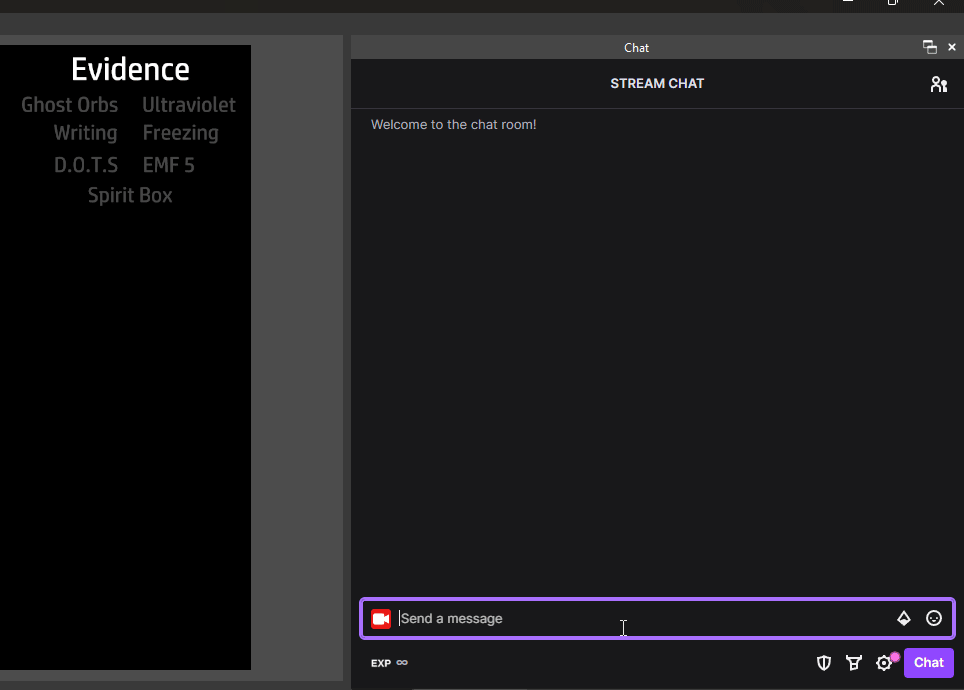 Evidence
Ghost Orbs Ultraviolet
Writing Freezing
D.O.T.S EMF 5
Spirit Box
Chat
STREAM CHAT
Welcome to the chat room!
Send a message
EXP ∞
Chat